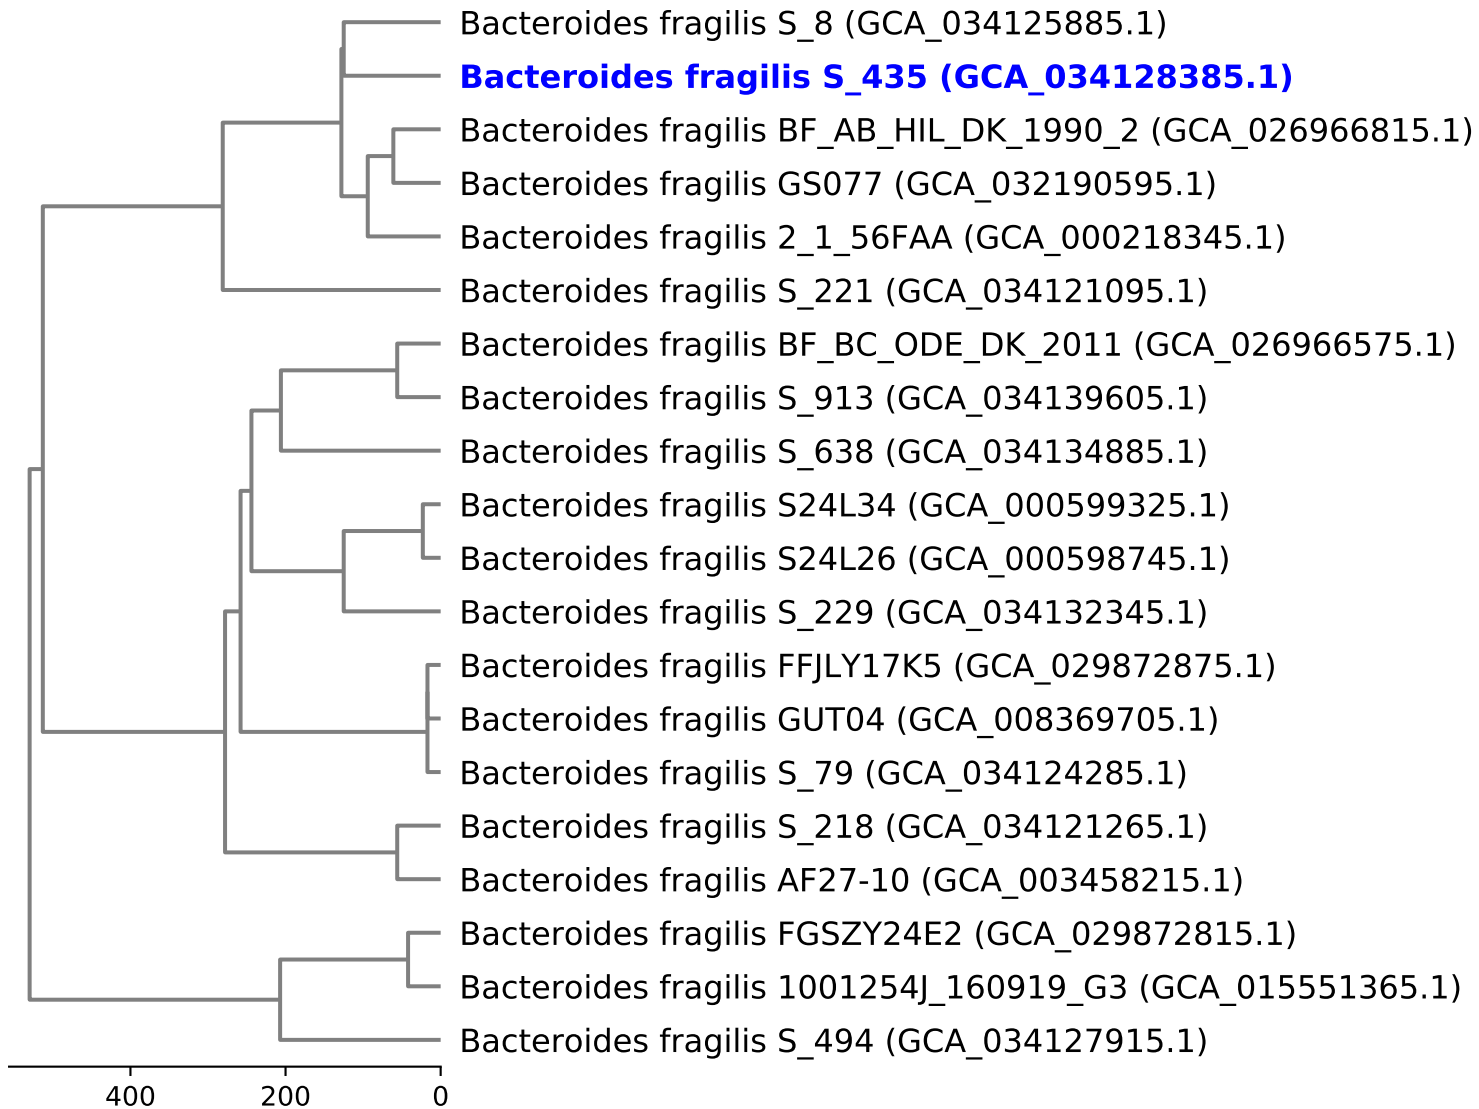 Bacteroides fragilis S_8 (GCA_034125885.1)
Bacteroides fragilis S_435 (GCA_034128385.1)
Bacteroides fragilis BF_AB_HIL_DK_1990_2 (GCA_026966815.1)
Bacteroides fragilis GS077 (GCA_032190595.1)
Bacteroides fragilis 2_1_56FAA (GCA_000218345.1)
Bacteroides fragilis S_221 (GCA_034121095.1)
Bacteroides fragilis BF_BC_ODE_DK_2011 (GCA_026966575.1)
Bacteroides fragilis S_913 (GCA_034139605.1)
Bacteroides fragilis S_638 (GCA_034134885.1)
Bacteroides fragilis S24L34 (GCA_000599325.1)
Bacteroides fragilis S24L26 (GCA_000598745.1)
Bacteroides fragilis S_229 (GCA_034132345.1)
Bacteroides fragilis FFJLY17K5 (GCA_029872875.1)
Bacteroides fragilis GUT04 (GCA_008369705.1)
Bacteroides fragilis S_79 (GCA_034124285.1)
Bacteroides fragilis S_218 (GCA_034121265.1)
Bacteroides fragilis AF27-10 (GCA_003458215.1)
Bacteroides fragilis FGSZY24E2 (GCA_029872815.1)
Bacteroides fragilis 1001254J_160919_G3 (GCA_015551365.1)
Bacteroides fragilis S_494 (GCA_034127915.1)
400 200 0